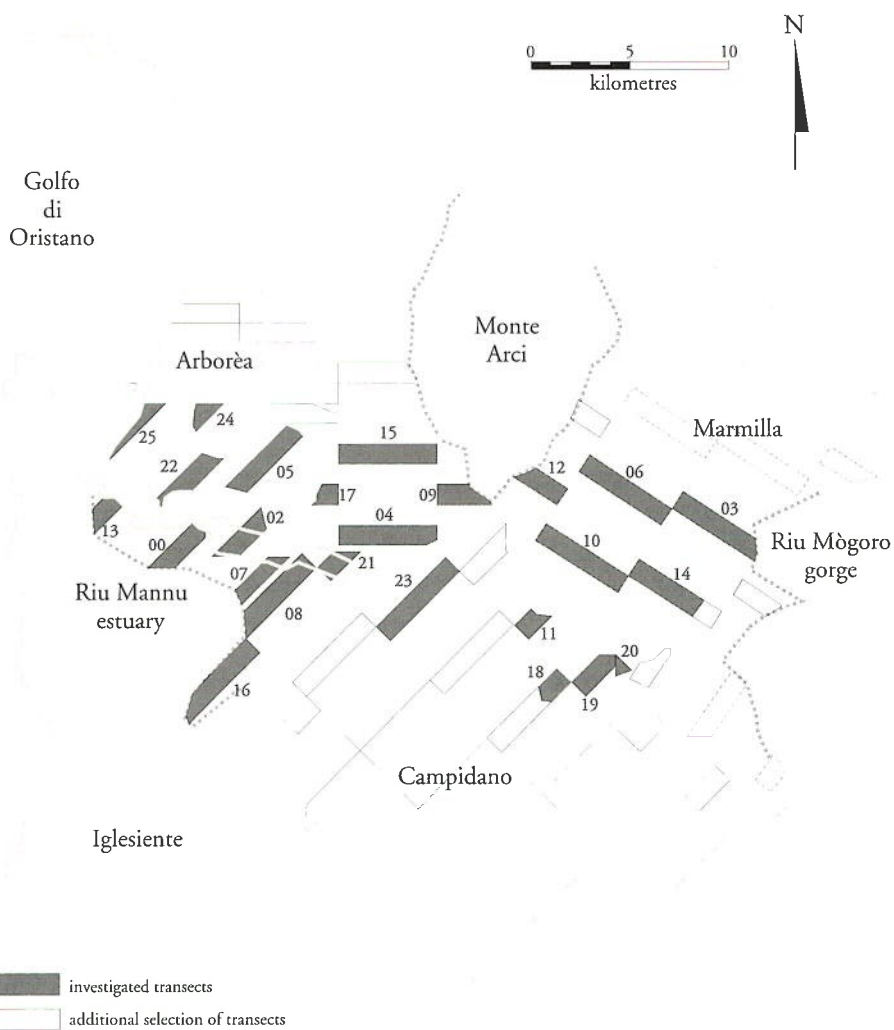 N
0 5 10
kilometres
Golfo
di
Oristano
Monte
Arci
Arborèa
Marmilla
25
24
15
22
05
12
06
03
17
09
13
02
04
00
10
Riu Mògoro
gorge
21
07
23
14
Riu Mannu
estuary
08
11
16
18
20
19
Campidano
Iglesiente
investigated transects
additional selection of transects